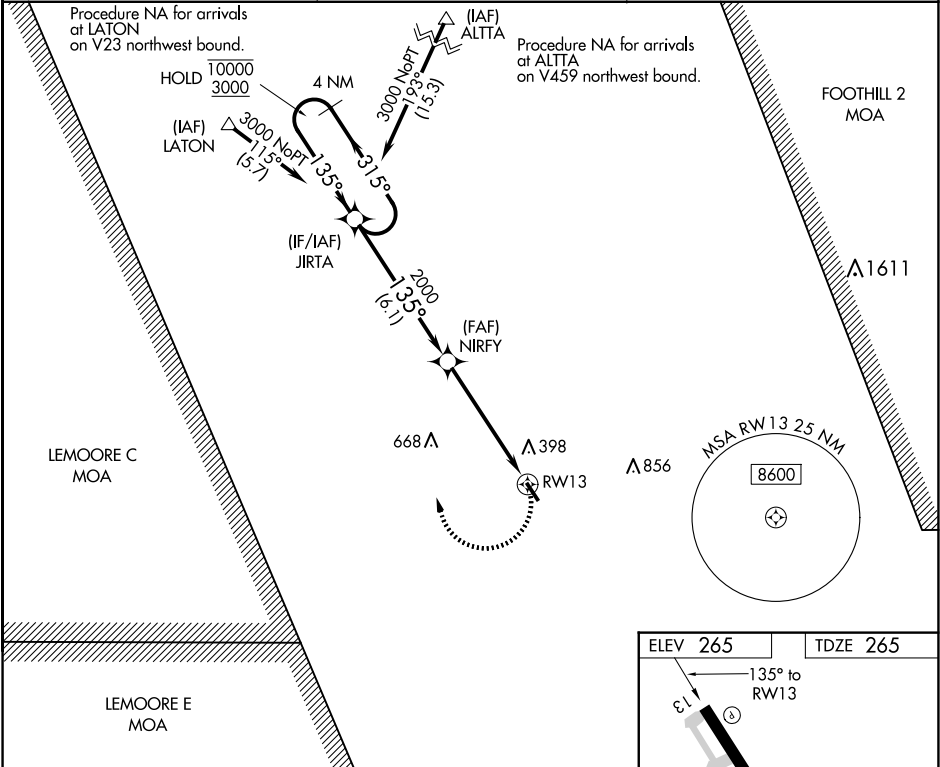 Procedure NA for arrivals
at LATON
on V23 northwest bound.
(IAF)
ALTTA
Procedure NA for arrivals
at ALTTA
on V459 northwest bound.
HOLD 10000
3000
4 NM
3000 NoPT
193°
(15.3)
FOOTHILL 2
MOA
(IAF)
LATON
3000 NoPT
115°
(5.7)
135°
315°
(IF/IAF)
JIRTA
1611
2000
135°
(6.1)
(FAF)
NIRFY
LEMOORE C
MOA
668
398
856
RW13
MSA RW13 25 NM
8600
ELEV 265
TDZE 265
135° to
RW13
13
P
LEMOORE E
MOA